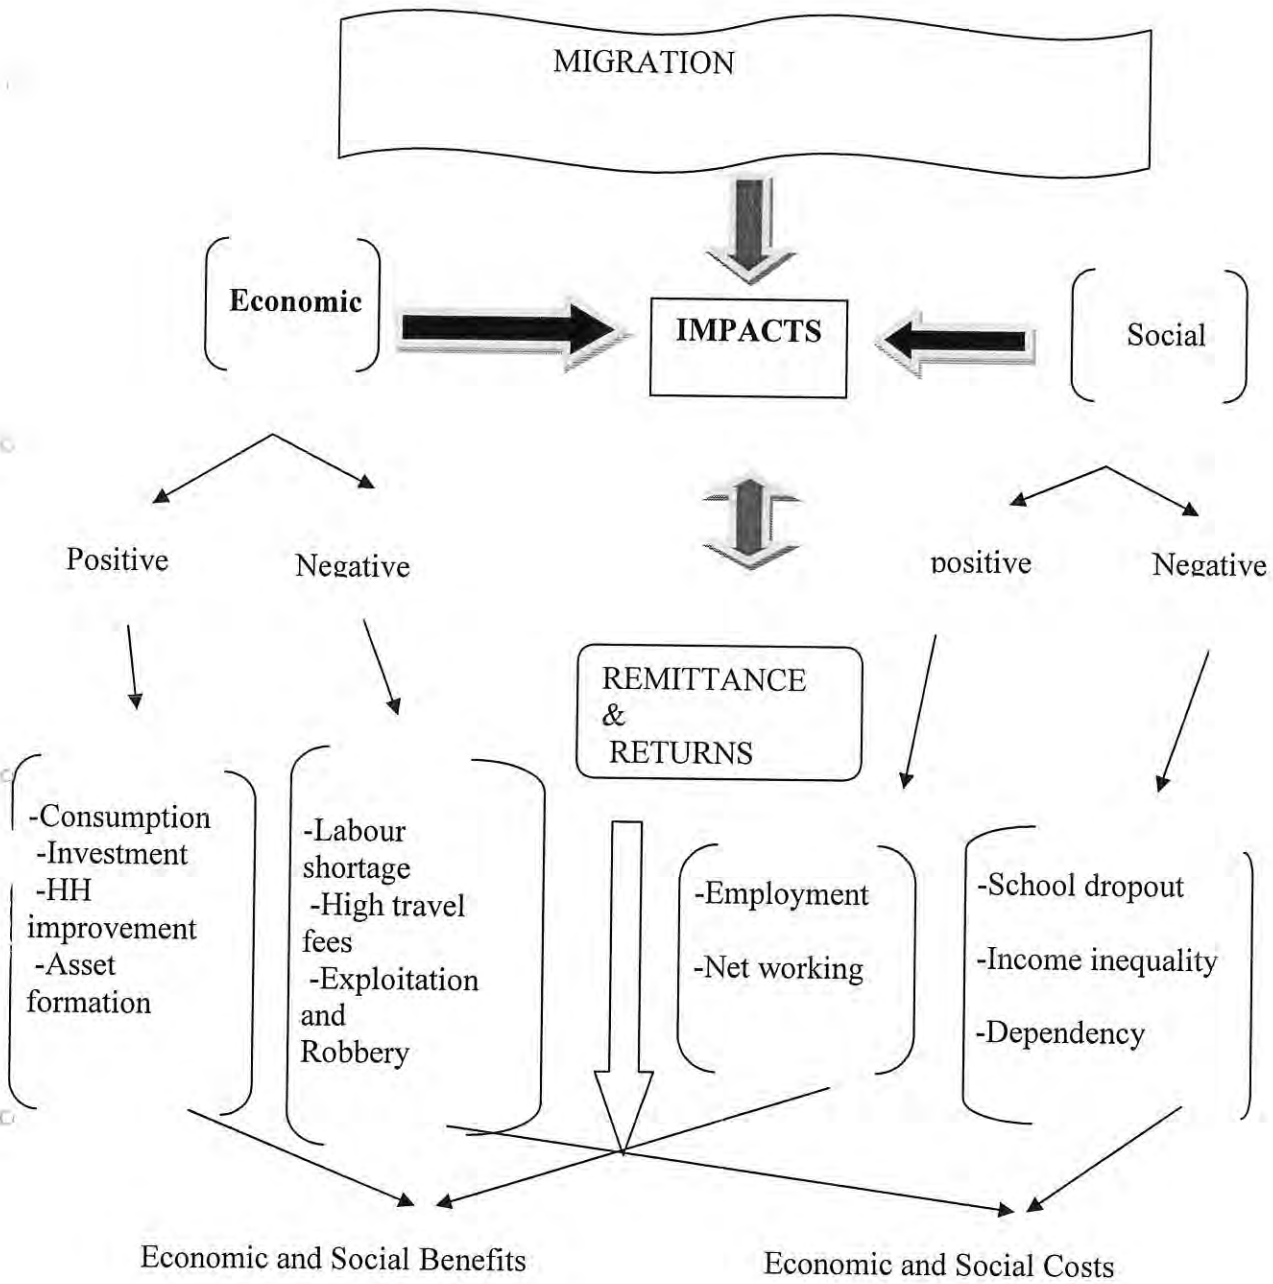 MIGRATION
Economic
IMPACTS
Social
Positive
Negative
positive
Negative
REMITTANCE
&
RETURNS
-Consumption
-Investment
-HH
improvement
-Asset
formation
-Labour
shortage
-High travel
fees
-Exploitation
and
Robbery
-Employment
-Net working
-School dropout
-Income inequality
-Dependency
Economic and Social Benefits
Economic and Social Costs